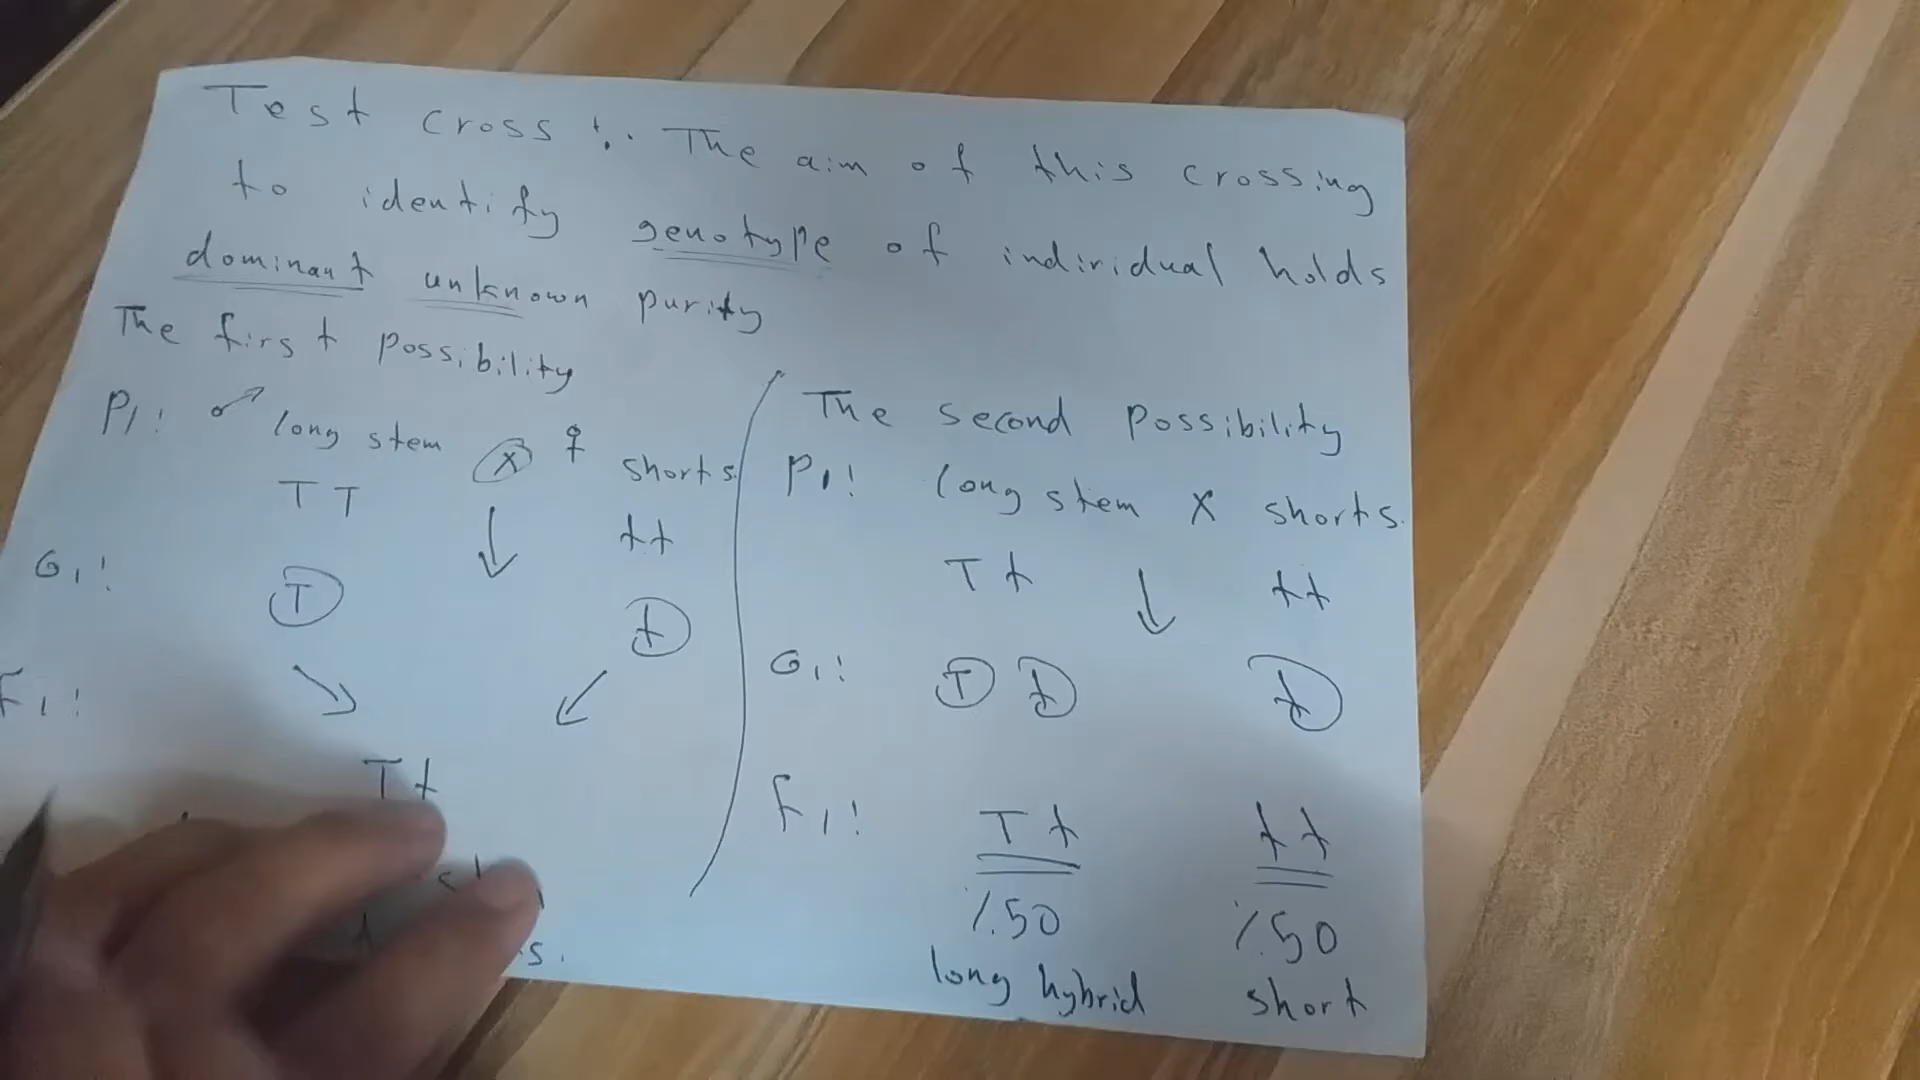 Test cross :. The aim of this crossing
to identify genotype of individual holds
dominant unknown purity
The first possibility
P1: ♂ long stem X ♀ short s.
TT tt
G1: T t
F1:
Tt
s.
The second possibility
P1: long stem X short s.
Tt tt
G1: T t t
F1: Tt tt
%50 %50
long hybrid short